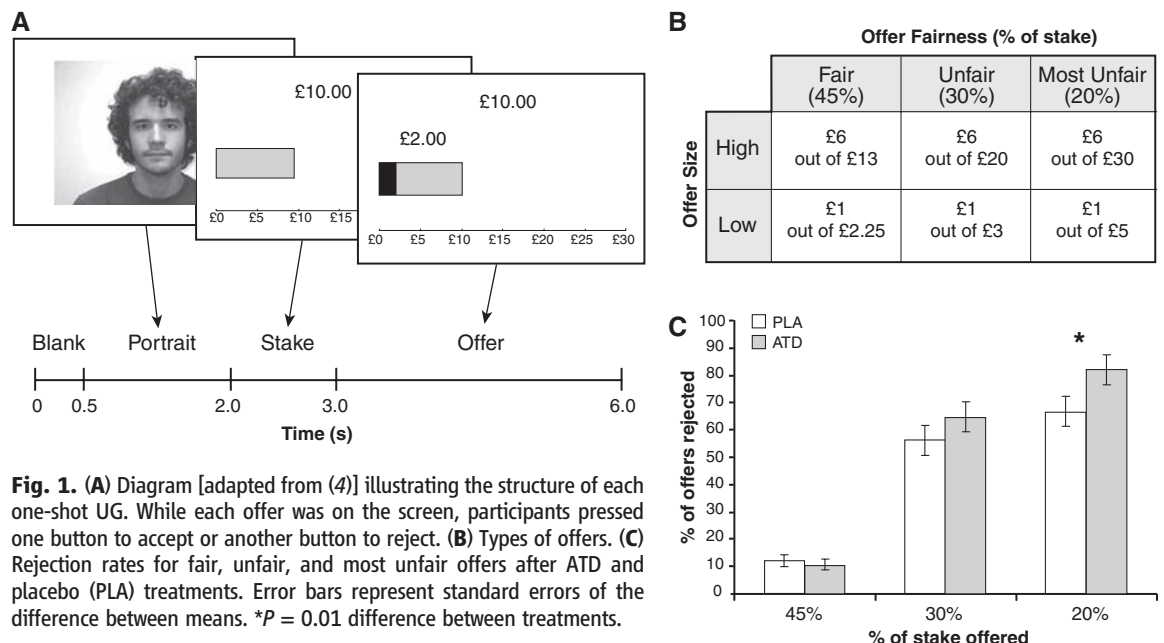 A
£10.00
£0 £5 £10 £15
£10.00
£2.00
£0 £5 £10 £15 £20 £25 £30
Blank Portrait Stake Offer
0 0.5 2.0 3.0 6.0
Time (s)
Fig. 1. (A) Diagram [adapted from (4)] illustrating the structure of each
one-shot UG. While each offer was on the screen, participants pressed
one button to accept or another button to reject. (B) Types of offers. (C)
Rejection rates for fair, unfair, and most unfair offers after ATD and
placebo (PLA) treatments. Error bars represent standard errors of the
difference between means. *P = 0.01 difference between treatments.
B
Offer Fairness (% of stake)
Fair Unfair Most Unfair
(45%) (30%) (20%)
Offer Size
High
£6 £6 £6
out of £13 out of £20 out of £30
Low
£1 £1 £1
out of £2.25 out of £3 out of £5
C
PLA
ATD
*
% of offers rejected
100
90
80
70
60
50
40
30
20
10
0
45% 30% 20%
% of stake offered